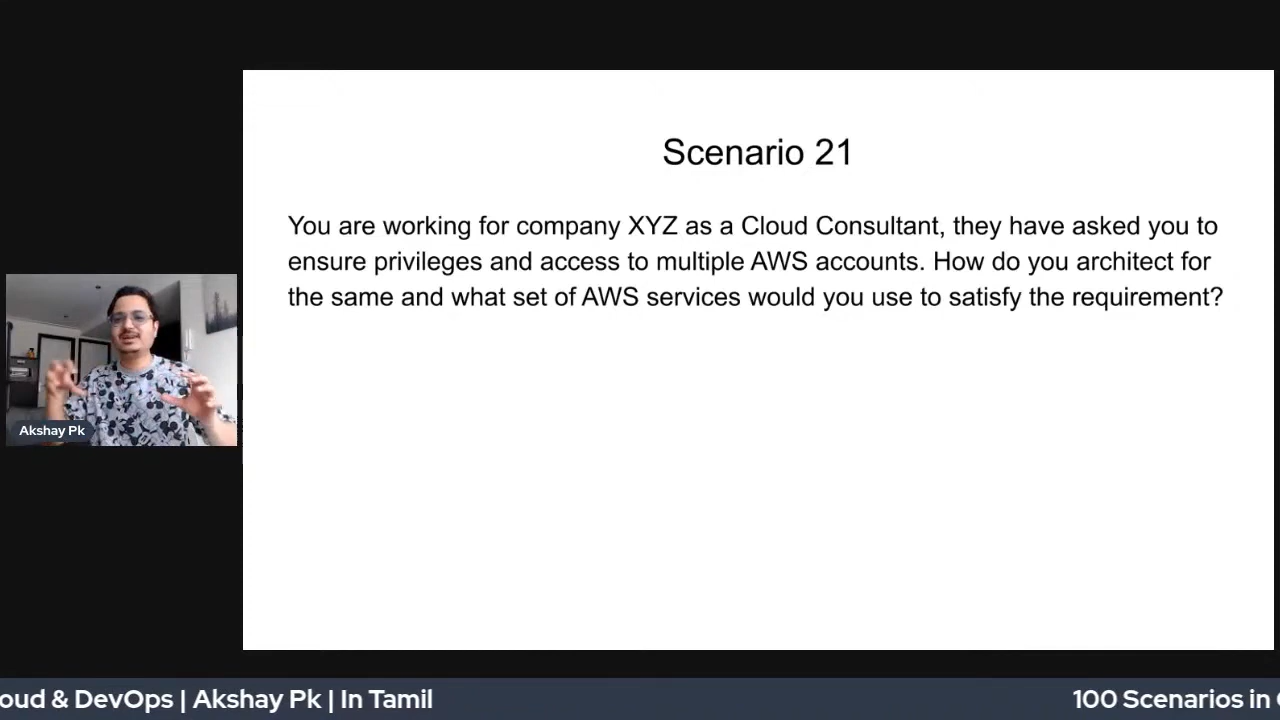 Scenario 21
You are working for company XYZ as a Cloud Consultant, they have asked you to
ensure privileges and access to multiple AWS accounts. How do you architect for
the same and what set of AWS services would you use to satisfy the requirement?
Akshay Pk
oud & DevOps | Akshay Pk | In Tamil
100 Scenarios in